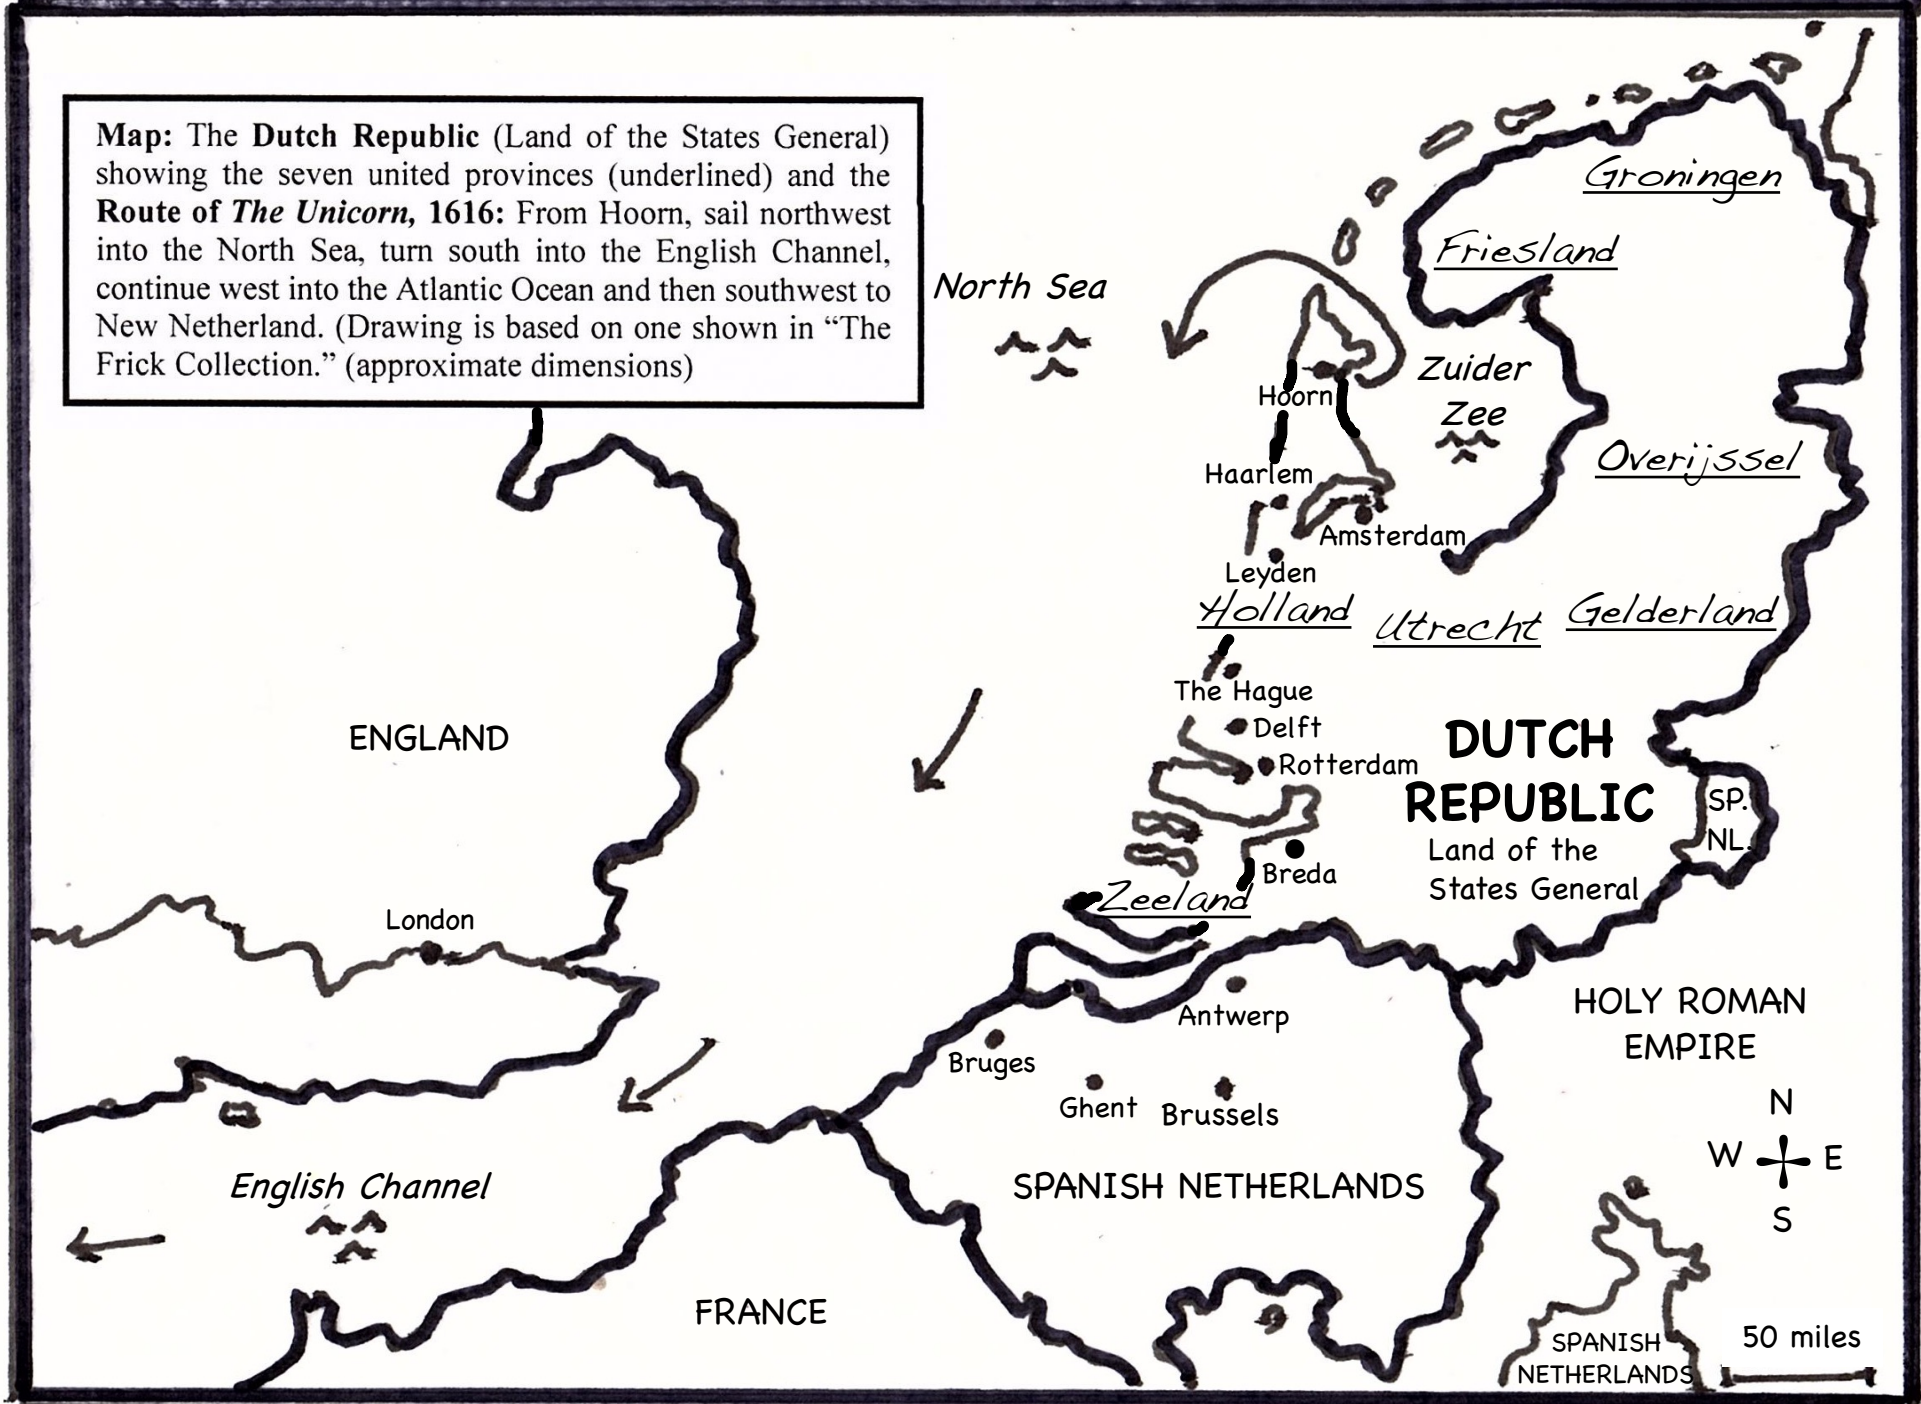 Map: The Dutch Republic (Land of the States General)
showing the seven united provinces (underlined) and the
Route of The Unicorn, 1616: From Hoorn, sail northwest
into the North Sea, turn south into the English Channel,
continue west into the Atlantic Ocean and then southwest to
New Netherland. (Drawing is based on one shown in “The
Frick Collection.” (approximate dimensions)
Groningen
Friesland
North Sea
Zuider
Zee
Hoorn
Overijssel
Haarlem
Amsterdam
Leyden
Holland
Utrecht
Gelderland
The Hague
ENGLAND
Delft
Rotterdam
DUTCH
REPUBLIC
Land of the
States General
SP.
NL.
Breda
Zeeland
London
Antwerp
HOLY ROMAN
EMPIRE
Bruges
Ghent
Brussels
N
W
E
S
English Channel
SPANISH NETHERLANDS
FRANCE
SPANISH
NETHERLANDS
50 miles